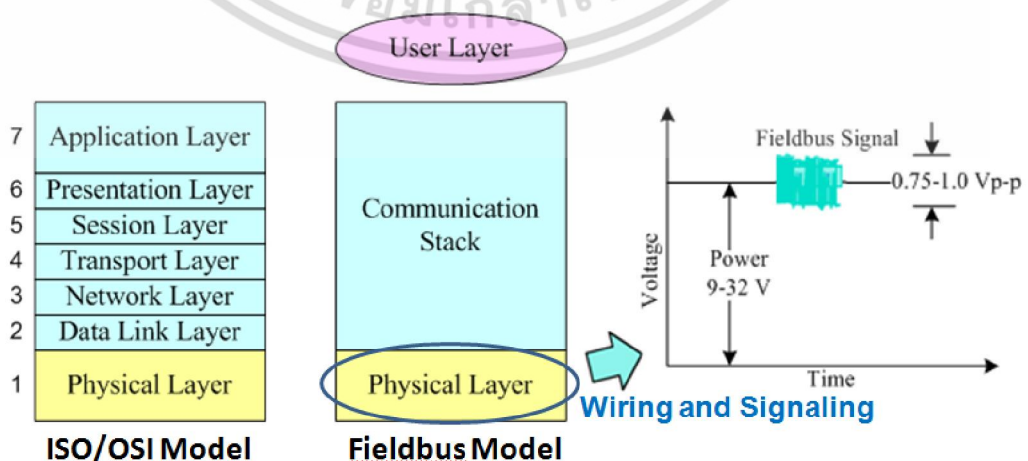 User Layer
7 Application Layer
6 Presentation Layer
5 Session Layer
4 Transport Layer
3 Network Layer
2 Data Link Layer
1 Physical Layer
ISO/OSI Model
Communication
Stack
Physical Layer
Fieldbus Model
Fieldbus Signal
0.75-1.0 Vp-p
Power
9-32 V
Voltage
Time
Wiring and Signaling